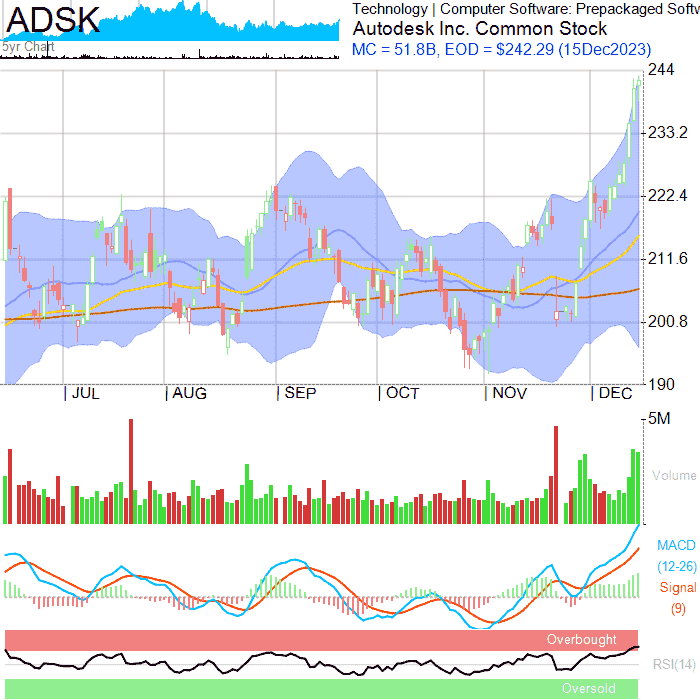 ADSK
5yr Chart
Technology | Computer Software: Prepackaged Softw
Autodesk Inc. Common Stock
MC = 51.8B, EOD = $242.29 (15Dec2023)
244
233.2
222.4
211.6
200.8
190
| JUL | AUG | SEP | OCT | NOV | DEC
5M
Volume
MACD
(12-26)
Signal
(9)
Overbought
RSI(14)
Oversold